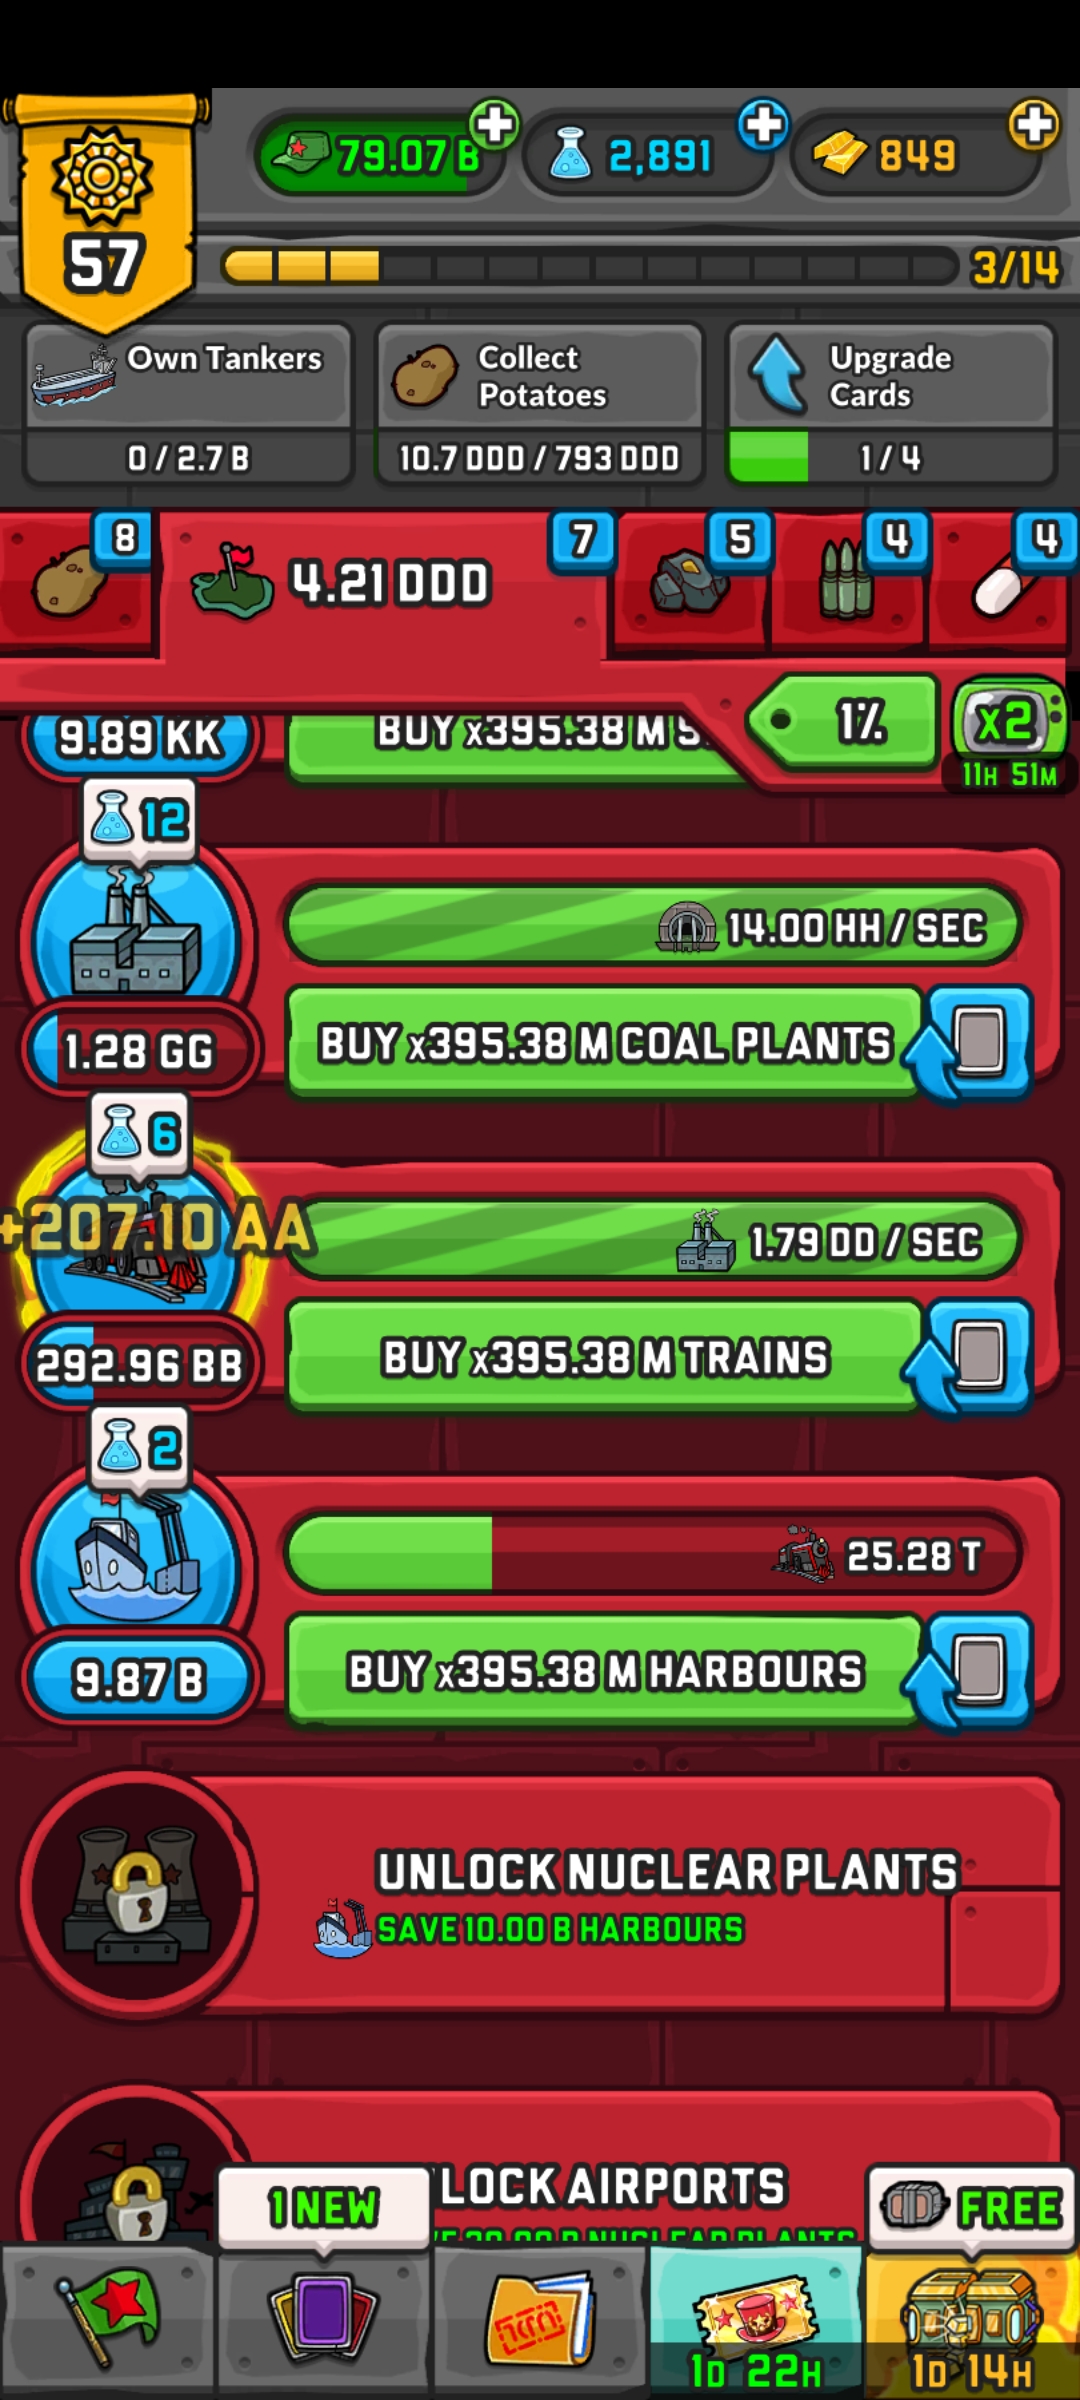 57
79.07 B
2,891
849
3/14
Own Tankers
0 / 2.7 B
Collect
Potatoes
10.7 DDD / 793 DDD
Upgrade
Cards
1 / 4
8
4.21 DDD
7
5
4
4
1%
x2
11H 51M
9.89 KK
BUY x395.38 M
12
14.00 HH / SEC
1.28 GG
BUY x395.38 M COAL PLANTS
6
+207.10 AA
1.79 DD / SEC
292.96 BB
BUY x395.38 M TRAINS
2
25.28 T
9.87 B
BUY x395.38 M HARBOURS
UNLOCK NUCLEAR PLANTS
SAVE 10.00 B HARBOURS
LOCK AIRPORTS
NUCLEAR PLANTS
1 NEW
FREE
1D 22H
1D 14H